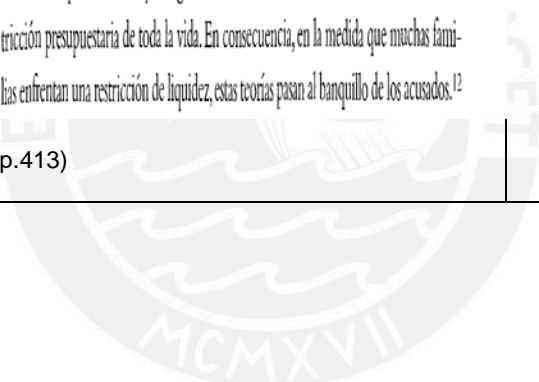 tricción presupuestaria de toda la vida. En consecuencia, en la medida que muchas fami-
lias enfrentan una restricción de liquidez, estas teorías pasan al banquillo de los acusados.12
p.413)
MCMXVII